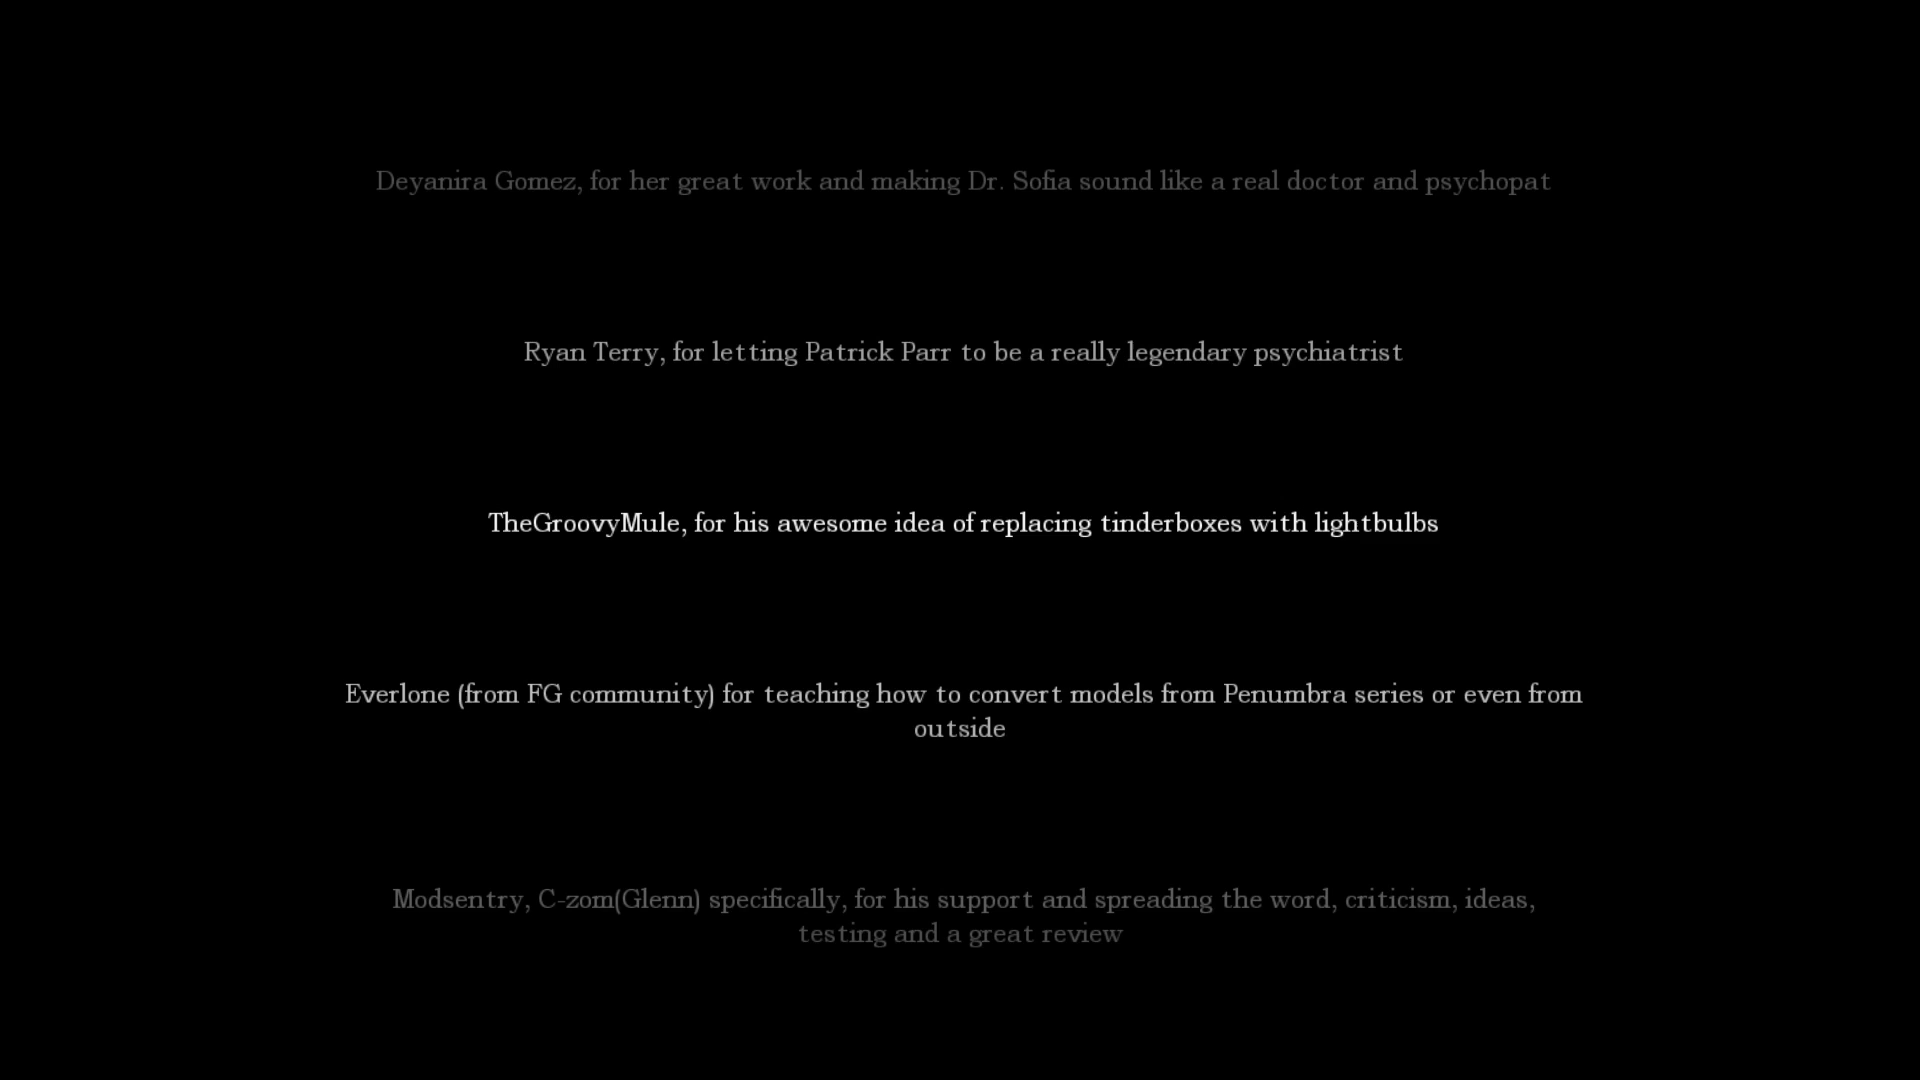 Deyanira Gomez, for her great work and making Dr. Sofia sound like a real doctor and psychopat
Ryan Terry, for letting Patrick Parr to be a really legendary psychiatrist
TheGroovyMule, for his awesome idea of replacing tinderboxes with lightbulbs
Everlone (from FG community) for teaching how to convert models from Penumbra series or even from
outside
Modsentry, C-zom(Glenn) specifically, for his support and spreading the word, criticism, ideas,
testing and a great review